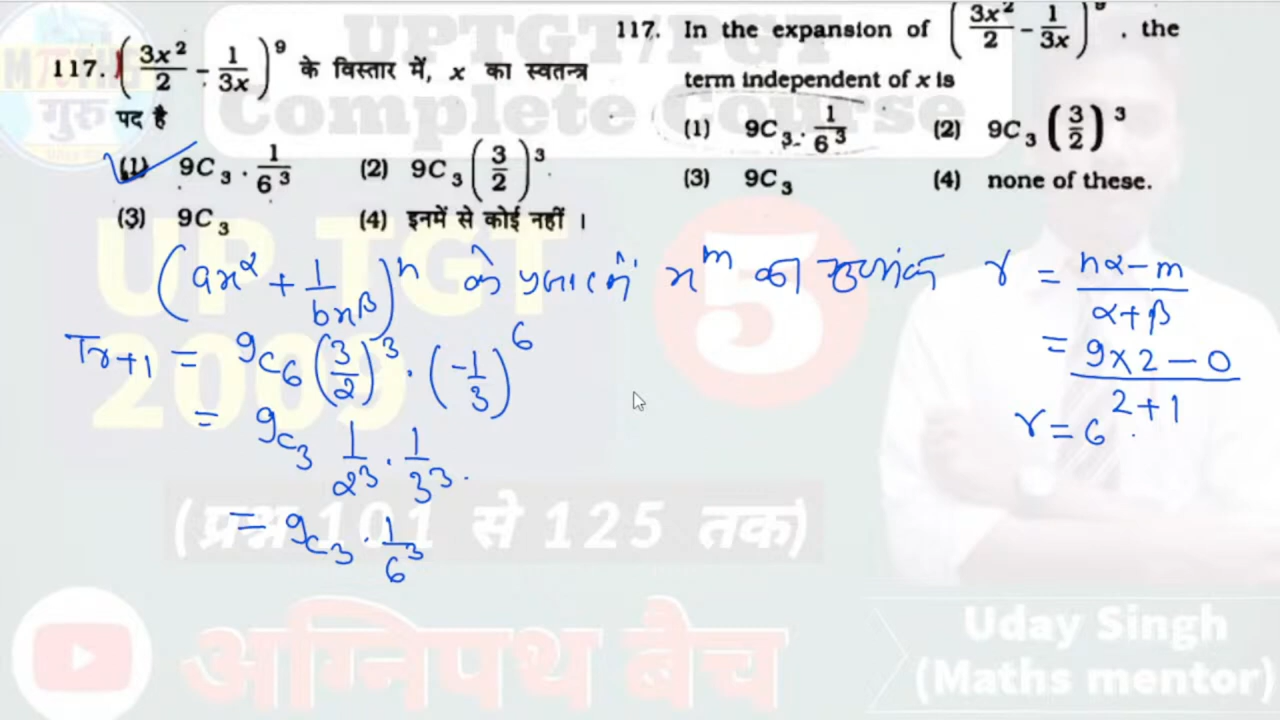 117. (3x²/2 - 1/3x)⁹ के विस्तार में, x का स्वतन्त्र
पद है
(1) 9C₃ · 1/6³ (2) 9C₃ (3/2)³
(3) 9C₃ (4) इनमें से कोई नहीं ।
117. In the expansion of (3x²/2 - 1/3x) , the
term independent of x is
(1) 9C₃ · 1/6³ (2) 9C₃ (3/2)³
(3) 9C₃ (4) none of these.
(ax^α + 1/bx^β)^n के प्रसार में x^m का गुणांक r = nα-m/α+β
= 9×2-0/2+1
r = 6
Tr+1 = 9C6 (3/2)³ · (-1/3)⁶
= 9C3 1/2³ · 1/3³.
= 9C3 · 1/6³
MATHS
गुरु
UPTGT/PGT
Complete Course
UP TGT
2009
5
(प्रश्न 101 से 125 तक)
अग्निपथ बैच
Uday Singh
(Maths mentor)